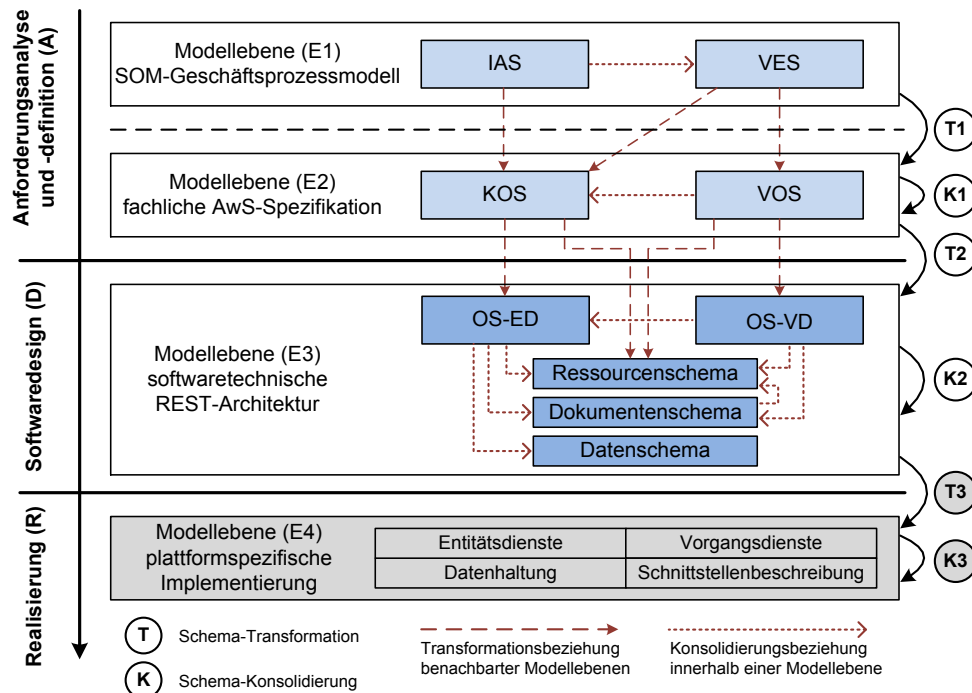 Anforderungsanalyse
und -definition (A)
Modellebene (E1)
SOM-Geschäftsprozessmodell
IAS
VES
T1
Modellebene (E2)
fachliche AwS-Spezifikation
KOS
VOS
K1
T2
Softwaredesign (D)
Modellebene (E3)
softwaretechnische
REST-Architektur
OS-ED
OS-VD
Ressourcenschema
Dokumentenschema
Datenschema
K2
T3
Realisierung (R)
Modellebene (E4)
plattformspezifische
Implementierung
Entitätsdienste
Vorgangsdienste
Datenhaltung
Schnittstellenbeschreibung
K3
T
Schema-Transformation
K
Schema-Konsolidierung
Transformationsbeziehung
benachbarter Modellebenen
Konsolidierungsbeziehung
innerhalb einer Modellebene